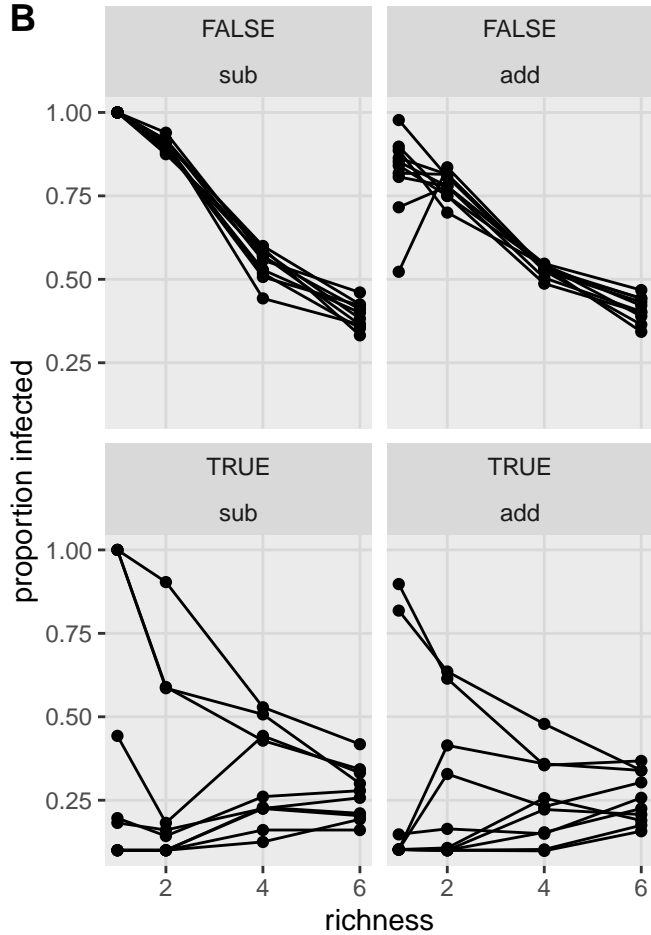 B
FALSE
sub
FALSE
add
1.00
0.75
0.50
0.25
TRUE
sub
TRUE
add
1.00
0.75
0.50
0.25
2
4
6
2
4
6
proportion infected
richness